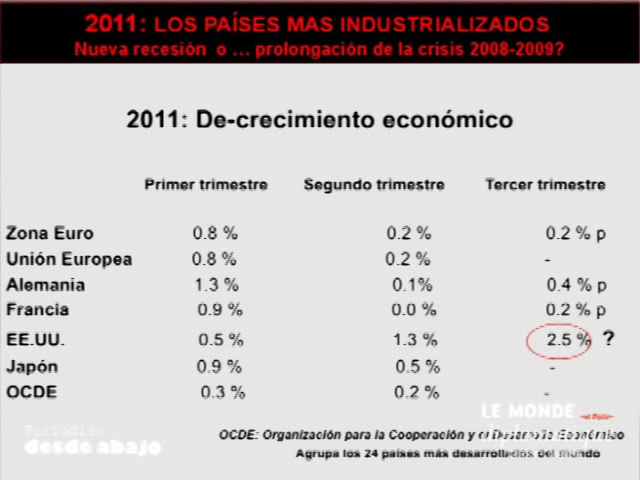 2011: LOS PAÍSES MAS INDUSTRIALIZADOS
Nueva recesión o ... prolongación de la crisis 2008-2009?
2011: De-crecimiento económico
Primer trimestre Segundo trimestre Tercer trimestre
Zona Euro 0.8 % 0.2 % 0.2 % p
Unión Europea 0.8 % 0.2 % -
Alemania 1.3 % 0.1% 0.4 % p
Francia 0.9 % 0.0 % 0.2 % p
EE.UU. 0.5 % 1.3 % 2.5 % ?
Japón 0.9 % 0.5 % -
OCDE 0.3 % 0.2 % -
LE MONDE
diplomatique
Periódico
desde abajo
OCDE: Organización para la Cooperación y el Desarrollo Económico
Agrupa los 24 países más desarrollados del mundo